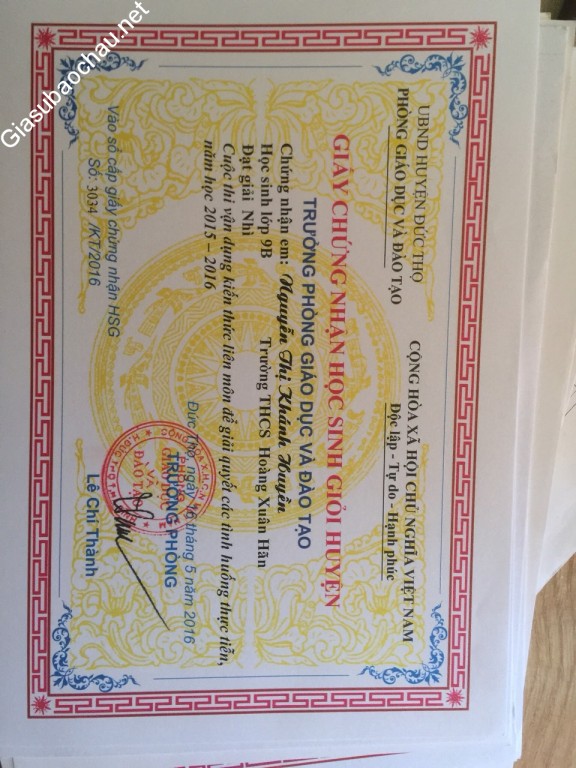 Giasubaochau.net
UBND HUYỆN ĐỨC THỌ
PHÒNG GIÁO DỤC VÀ ĐÀO TẠO
CỘNG HÒA XÃ HỘI CHỦ NGHĨA VIỆT NAM
Độc lập - Tự do - Hạnh phúc
GIẤY CHỨNG NHẬN HỌC SINH GIỎI HUYỆN
TRƯỞNG PHÒNG GIÁO DỤC VÀ ĐÀO TẠO
Chứng nhận em: Nguyễn Thị Khánh Huyền
Học sinh lớp 9B Trường THCS Hoàng Xuân Hãn
Đạt giải Nhì
Cuộc thi vận dụng kiến thức liên môn để giải quyết các tình huống thực tiễn,
năm học 2015 – 2016
Đức Thọ, ngày 16 tháng 5 năm 2016
TRƯỞNG PHÒNG
Lê Chí Thành
Vào sổ cấp giấy chứng nhận HSG
Số: 3034 /KT/2016